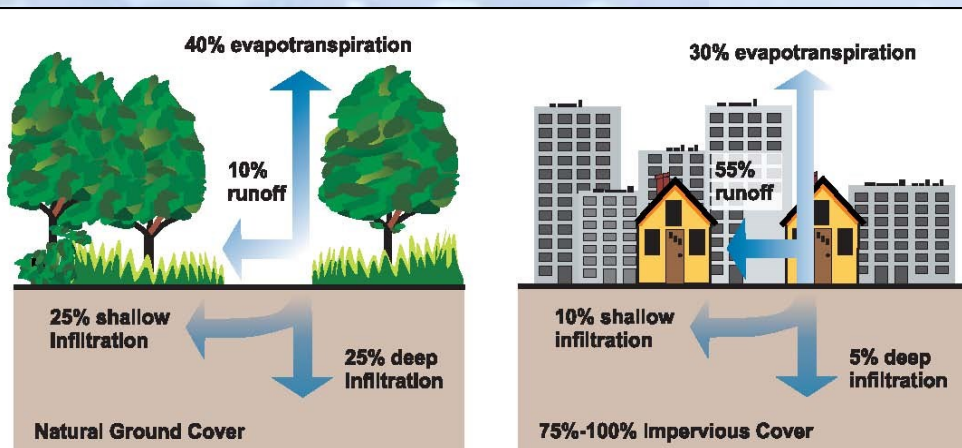 40% evapotranspiration
10%
runoff
25% shallow
Infiltration
25% deep
Infiltration
Natural Ground Cover
30% evapotranspiration
55%
runoff
10% shallow
infiltration
5% deep
infiltration
75%-100% Impervious Cover